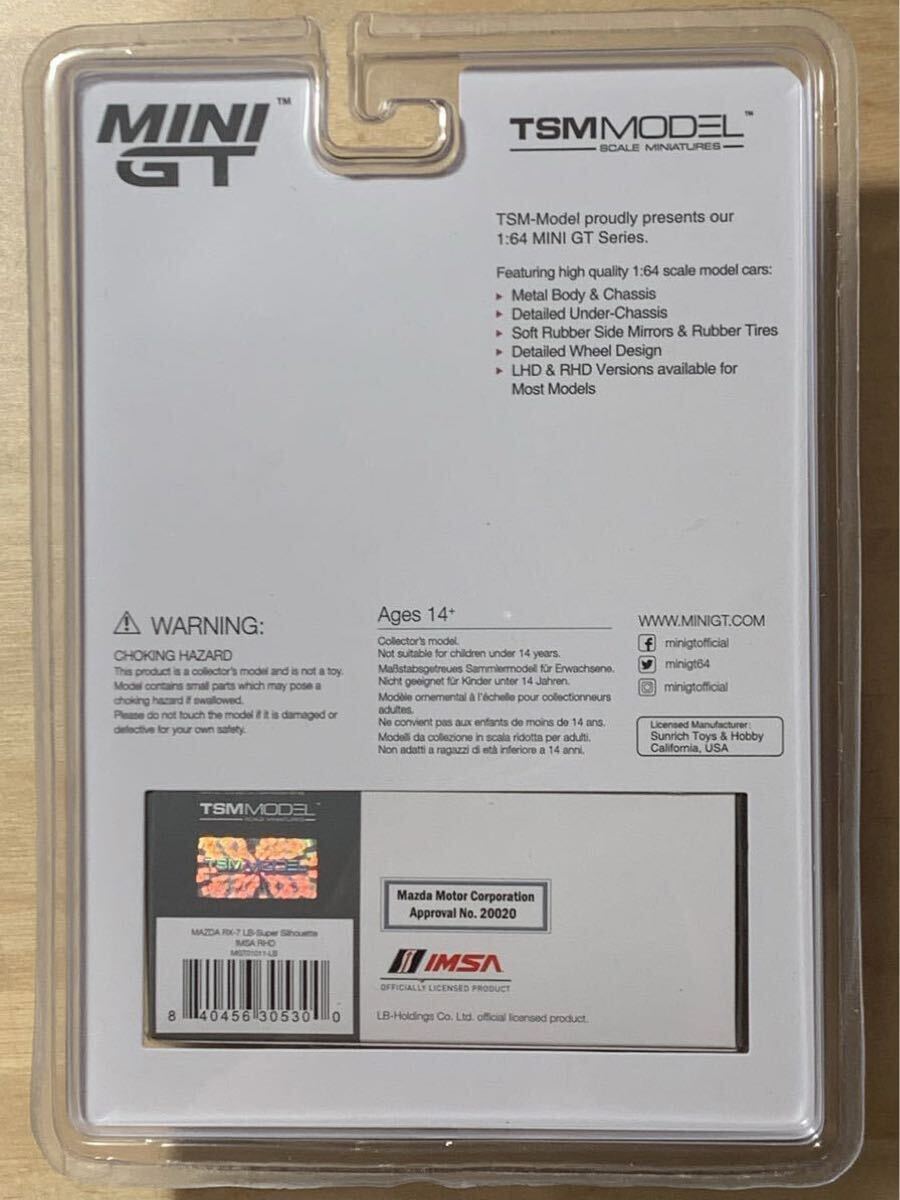 MINI GT™
TSMMODEL™
SCALE MINIATURES
TSM-Model proudly presents our
1:64 MINI GT Series.
Featuring high quality 1:64 scale model cars:
▸ Metal Body & Chassis
▸ Detailed Under-Chassis
▸ Soft Rubber Side Mirrors & Rubber Tires
▸ Detailed Wheel Design
▸ LHD & RHD Versions available for
Most Models
WARNING:
CHOKING HAZARD
This product is a collector's model and is not a toy.
Model contains small parts which may pose a
choking hazard if swallowed.
Please do not touch the model if it is damaged or
defective for your own safety.
Ages 14+
Collector's model.
Not suitable for children under 14 years.
Maßstabsgetreues Sammlermodell für Erwachsene.
Nicht geeignet für Kinder unter 14 Jahren.
Modèle ornemental à l'échelle pour collectionneurs
adultes.
Ne convient pas aux enfants de moins de 14 ans.
Modelli da collezione in scala ridotta per adulti.
Non adatti a ragazzi di età inferiore a 14 anni.
WWW.MINIGT.COM
minigtofficial
minigt64
minigtofficial
Licensed Manufacturer:
Sunrich Toys & Hobby
California, USA
TSMMODEL™
SCALE MINIATURES
TSMMODEL
MAZDA RX-7 LB-Super Silhouette
IMSA RHD
MGT01011-LB
8 40456 30530 0
Mazda Motor Corporation
Approval No. 20020
IMSA
OFFICIALLY LICENSED PRODUCT
LB-Holdings Co. Ltd. official licensed product.